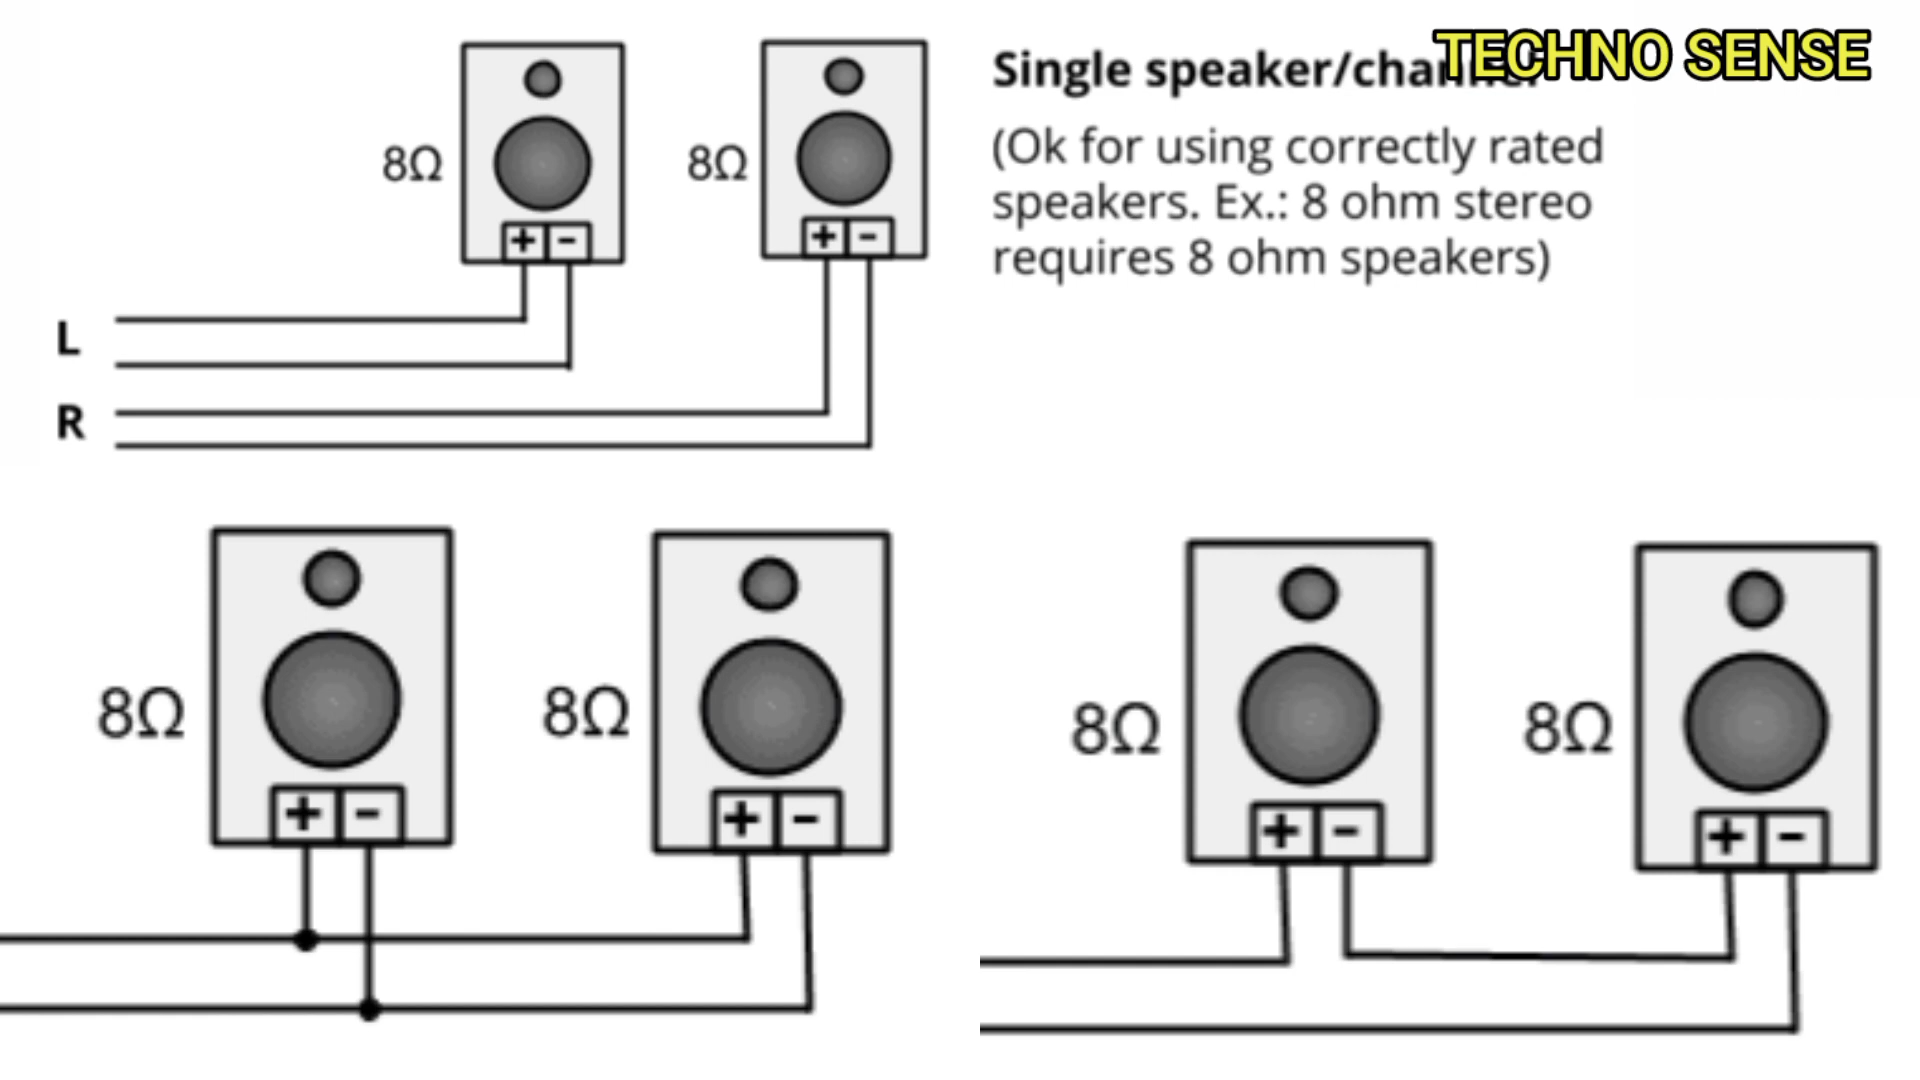 TECHNO SENSE
Single speaker/channel
(Ok for using correctly rated
speakers. Ex.: 8 ohm stereo
requires 8 ohm speakers)
8Ω 8Ω
+ - + -
L
R
8Ω 8Ω 8Ω 8Ω
+ - + - + - + -